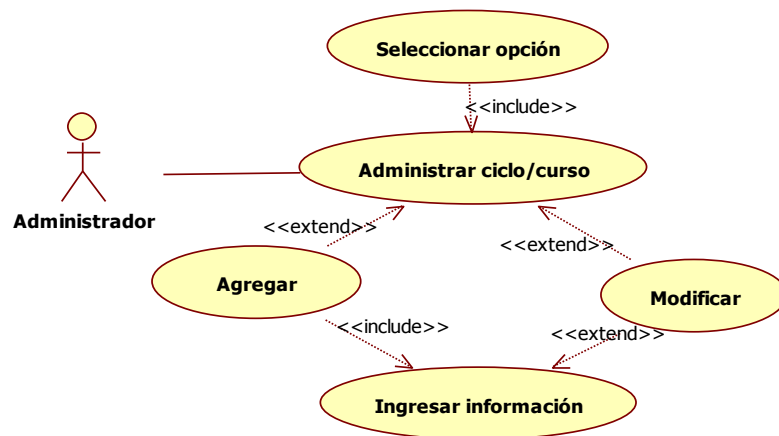 Seleccionar opción
<<include>>
Administrar ciclo/curso
Administrador
<<extend>>
<<extend>>
Agregar
Modificar
<<include>>
<<extend>>
Ingresar información